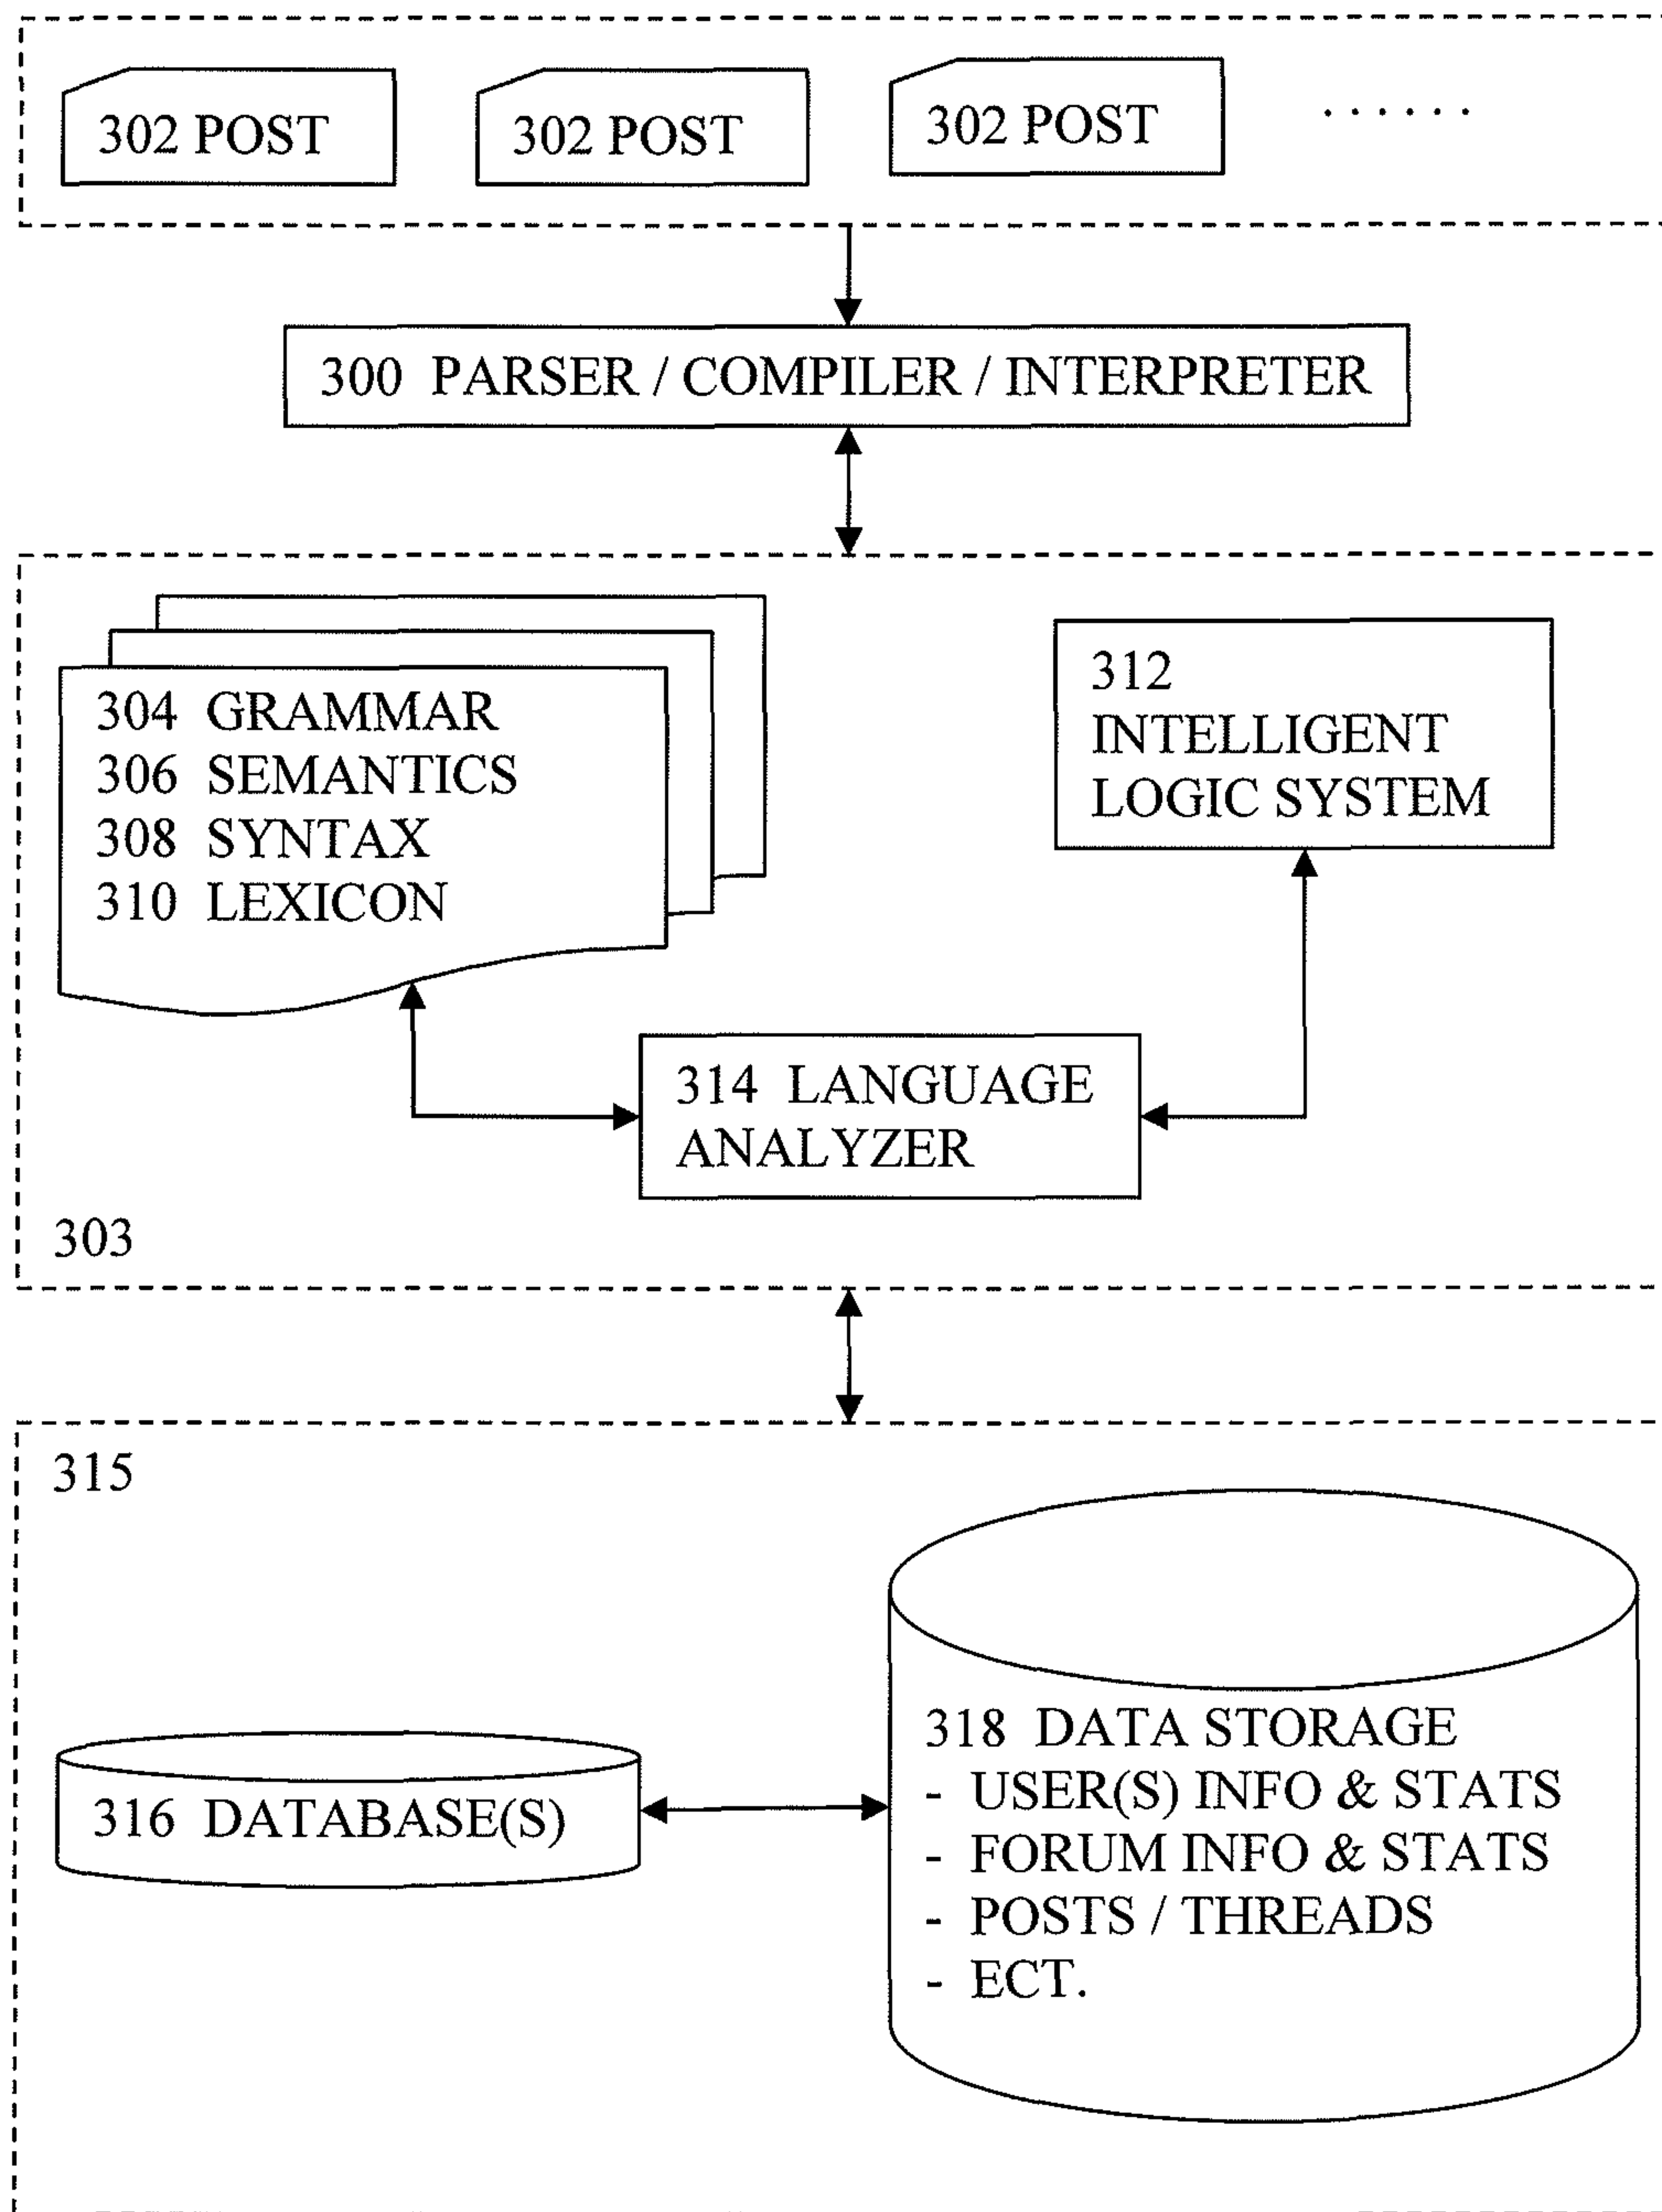 302 POST
302 POST
302 POST
......
300 PARSER / COMPILER / INTERPRETER
304 GRAMMAR
306 SEMANTICS
308 SYNTAX
310 LEXICON
312
INTELLIGENT
LOGIC SYSTEM
314 LANGUAGE
ANALYZER
303
315
316 DATABASE(S)
318 DATA STORAGE
- USER(S) INFO & STATS
- FORUM INFO & STATS
- POSTS / THREADS
- ECT.